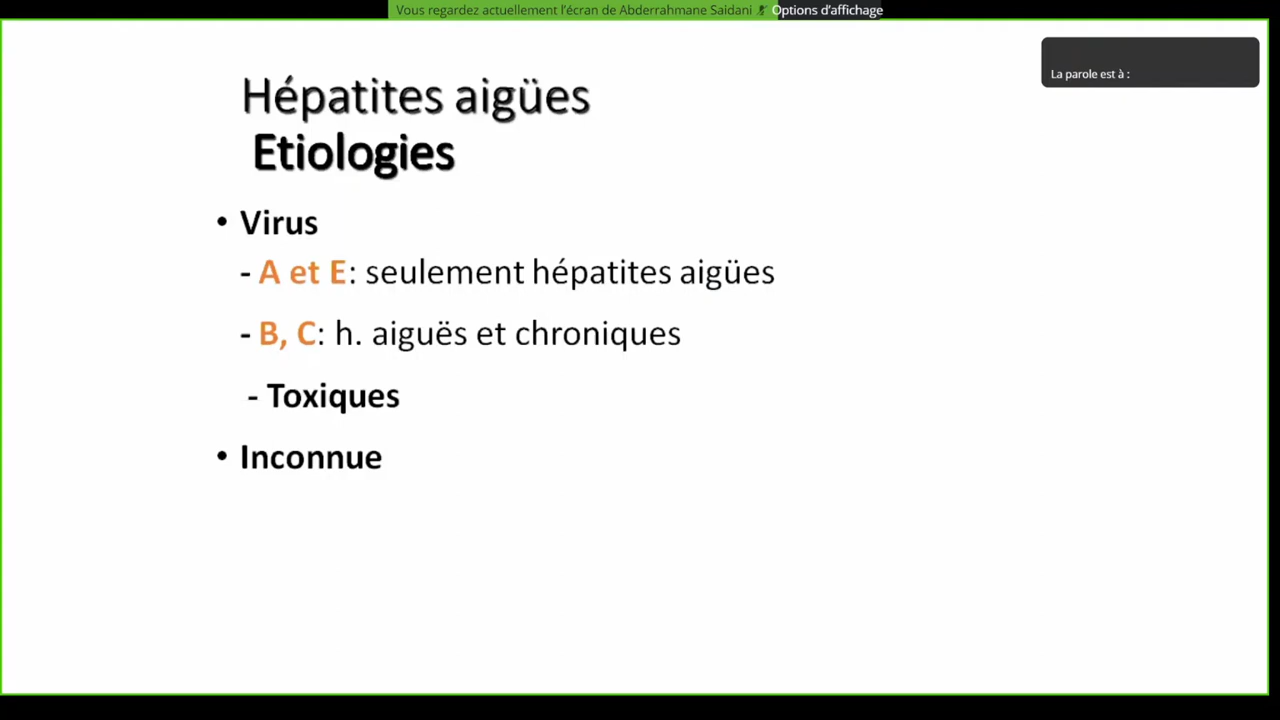 Vous regardez actuellement l'écran de Abderrahmane Saidani Options d'affichage
La parole est à :
Hépatites aigües
Etiologies
• Virus
- A et E: seulement hépatites aigües
- B, C: h. aiguës et chroniques
- Toxiques
• Inconnue